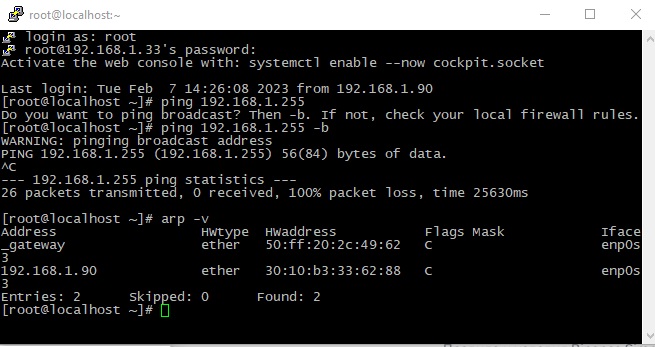 root@localhost:~
login as: root
root@192.168.1.33's password:
Activate the web console with: systemctl enable --now cockpit.socket
Last login: Tue Feb  7 14:26:08 2023 from 192.168.1.90
[root@localhost ~]# ping 192.168.1.255
Do you want to ping broadcast? Then -b. If not, check your local firewall rules.
[root@localhost ~]# ping 192.168.1.255 -b
WARNING: pinging broadcast address
PING 192.168.1.255 (192.168.1.255) 56(84) bytes of data.
^C
--- 192.168.1.255 ping statistics ---
26 packets transmitted, 0 received, 100% packet loss, time 25630ms
[root@localhost ~]# arp -v
Address                  HWtype  HWaddress           Flags Mask            Iface
_gateway                 ether   50:ff:20:2c:49:62   C                     enp0s
3
192.168.1.90             ether   30:10:b3:33:62:88   C                     enp0s
3
Entries: 2      Skipped: 0      Found: 2
[root@localhost ~]#